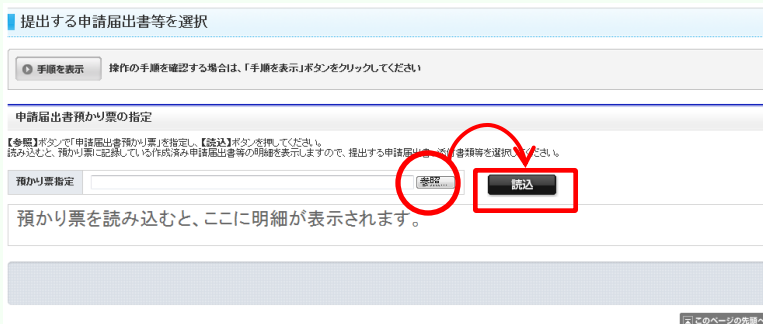 提出する申請届出書等を選択
手順を表示 操作の手順を確認する場合は、「手順を表示」ボタンをクリックしてください
申請届出書預かり票の指定
【参照】ボタンで「申請届出書預かり票」を指定し、【読込】ボタンを押してください。
読み込むと、預かり票に記録している作成済み申請届出書等の明細を表示しますので、提出する申請届出書・添付書類等を選択してください。
預かり票指定 参照... 読込
預かり票を読み込むと、ここに明細が表示されます。
このページの先頭へ